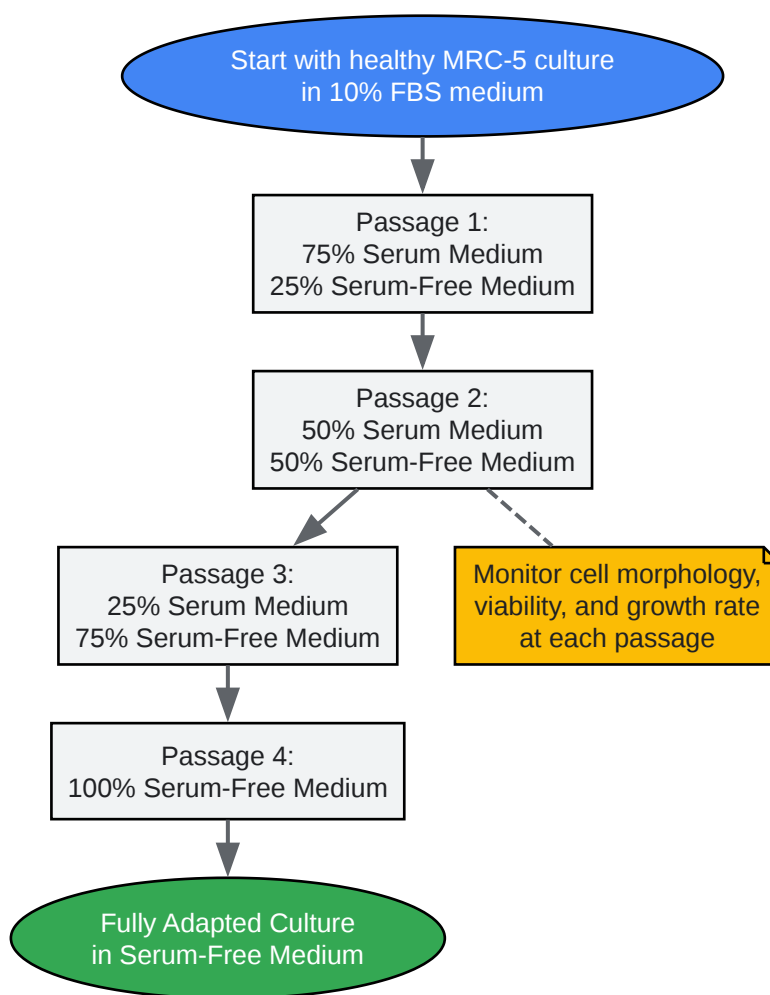 Start with healthy MRC-5 culture
in 10% FBS medium
Passage 1:
75% Serum Medium
25% Serum-Free Medium
Passage 2:
50% Serum Medium
50% Serum-Free Medium
Passage 3:
25% Serum Medium
75% Serum-Free Medium
Monitor cell morphology,
viability, and growth rate
at each passage
Passage 4:
100% Serum-Free Medium
Fully Adapted Culture
in Serum-Free Medium